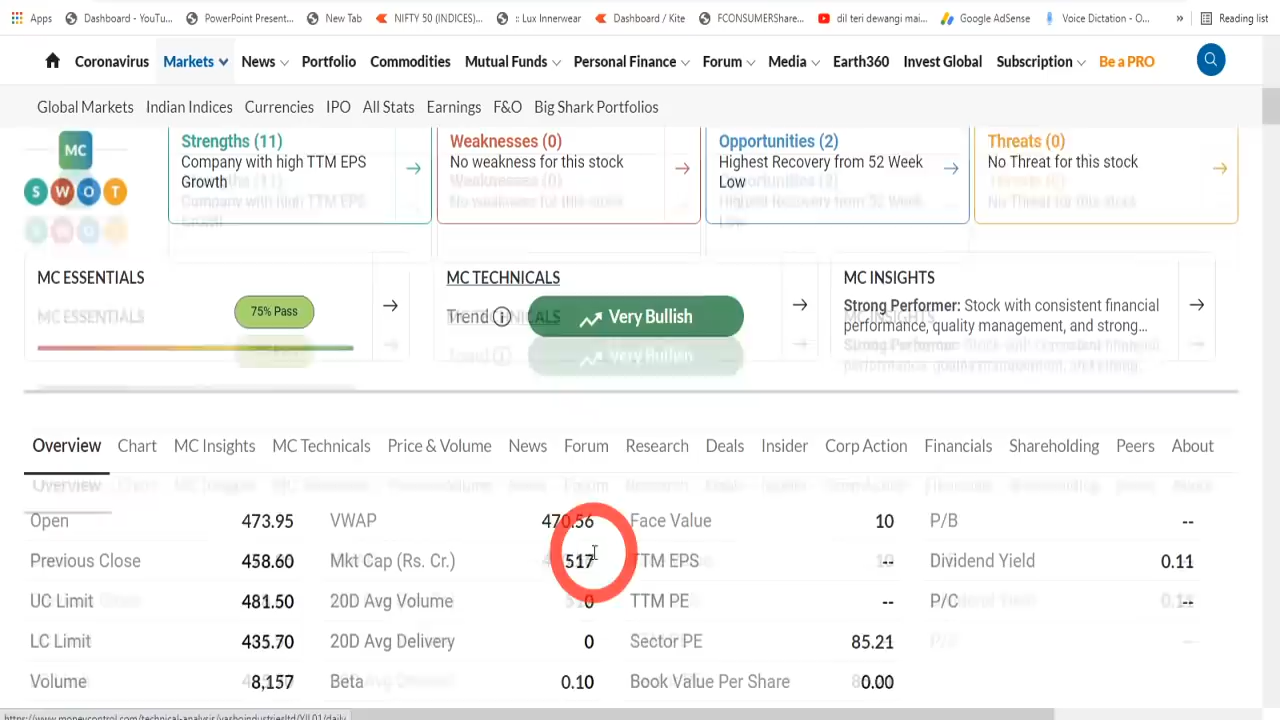 Apps Dashboard - YouTu... PowerPoint Present... New Tab NIFTY 50 (INDICES)... :: Lux Innerwear Dashboard / Kite FCONSUMERShare... dil teri dewangi mai... Google AdSense Voice Dictation - O... » Reading list
Coronavirus Markets News Portfolio Commodities Mutual Funds Personal Finance Forum Media Earth360 Invest Global Subscription Be a PRO
Global Markets Indian Indices Currencies IPO All Stats Earnings F&O Big Shark Portfolios
MC
S W O T
Strengths (11)
Company with high TTM EPS
Growth
Weaknesses (0)
No weakness for this stock
Opportunities (2)
Highest Recovery from 52 Week
Low
Threats (0)
No Threat for this stock
MC ESSENTIALS
75% Pass
MC TECHNICALS
Trend Very Bullish
MC INSIGHTS
Strong Performer: Stock with consistent financial
performance, quality management, and strong...
Overview Chart MC Insights MC Technicals Price & Volume News Forum Research Deals Insider Corp Action Financials Shareholding Peers About
Open 473.95 VWAP 470.56 Face Value 10 P/B --
Previous Close 458.60 Mkt Cap (Rs. Cr.) 517 TTM EPS -- Dividend Yield 0.11
UC Limit 481.50 20D Avg Volume 0 TTM PE -- P/C --
LC Limit 435.70 20D Avg Delivery 0 Sector PE 85.21
Volume 8,157 Beta 0.10 Book Value Per Share 0.00